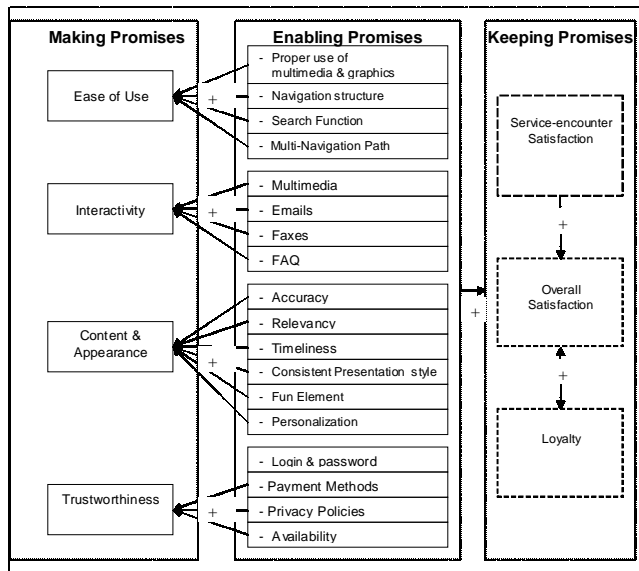 Making Promises
Enabling Promises
Keeping Promises
Ease of Use
+
- Proper use of
multimedia & graphics
- Navigation structure
- Search Function
- Multi-Navigation Path
Interactivity
+
- Multimedia
- Emails
- Faxes
- FAQ
Content &
Appearance
+
- Accuracy
- Relevancy
- Timeliness
- Consistent Presentation style
- Fun Element
- Personalization
Trustworthiness
+
- Login & password
- Payment Methods
- Privacy Policies
- Availability
+
Service-encounter
Satisfaction
+
Overall
Satisfaction
+
Loyalty